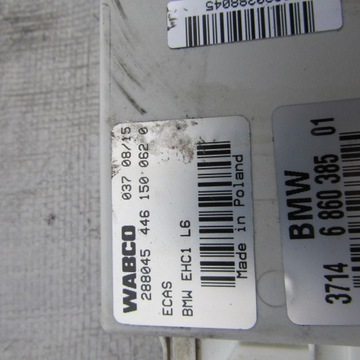 0000288045
WABCO 037 08/15
288045 446 150 062 0
ECAS
BMW EHC1 L6
Made in Poland
BMW
3714 6 860 385 01